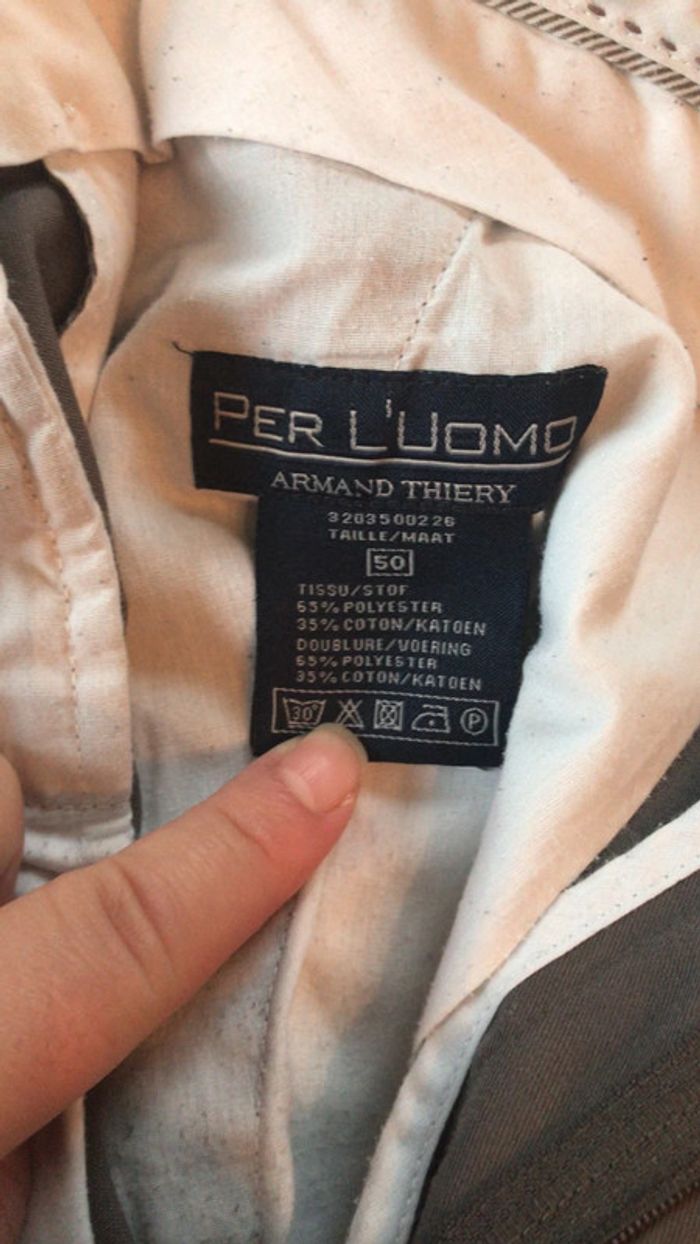 PER L'UOMO
ARMAND THIERY
3203500226
TAILLE/MAAT
50
TISSU/STOF
65% POLYESTER
35% COTON/KATOEN
DOUBLURE/VOERING
65% POLYESTER
35% COTON/KATOEN
30° P